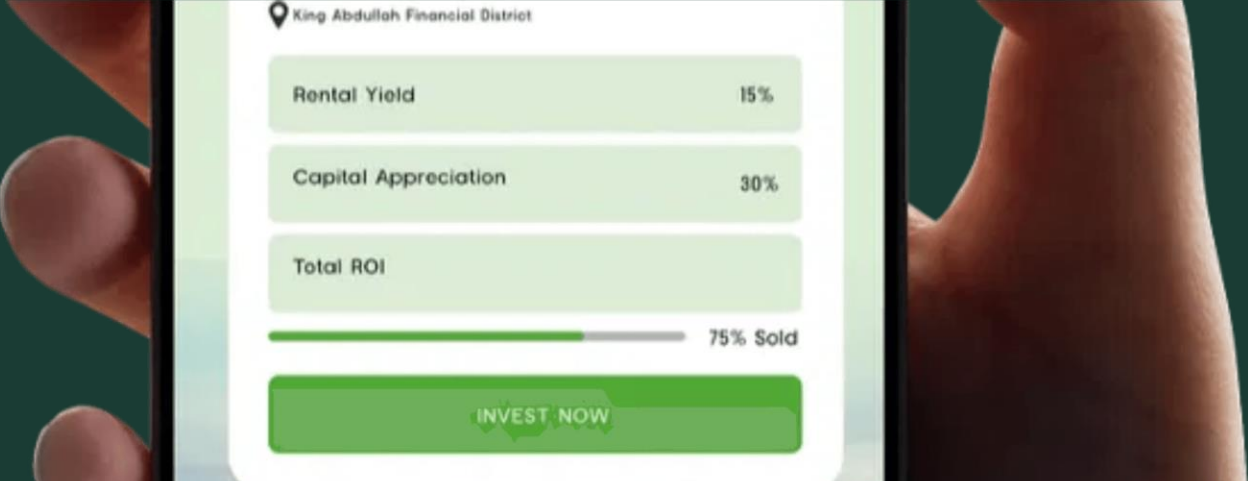 King Abdullah Financial District
Rental Yield 15%
Capital Appreciation 30%
Total ROI
75% Sold
INVEST NOW